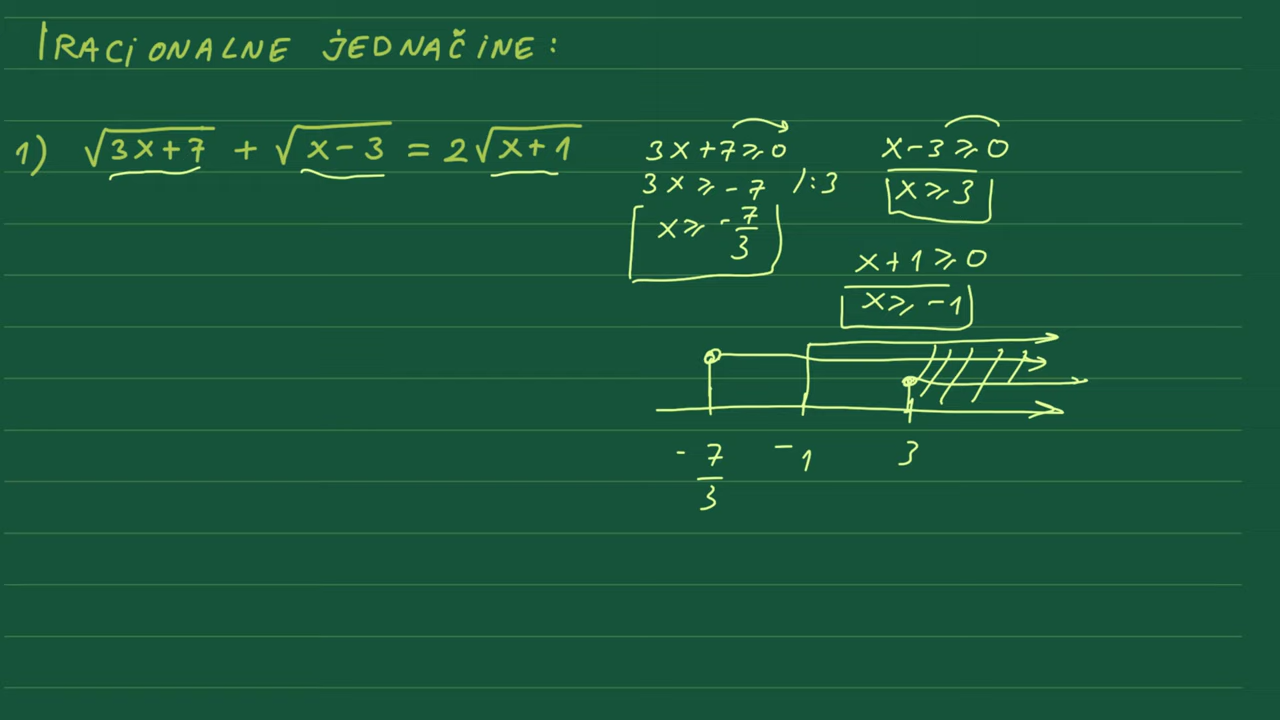 IRACIONALNE JEDNAČINE:
1) √(3x+7) + √(x-3) = 2√(x+1)
3x+7≥0
3x≥-7 /:3
x≥-7/3
x-3≥0
x≥3
x+1≥0
x≥-1
-7/3 -1 3